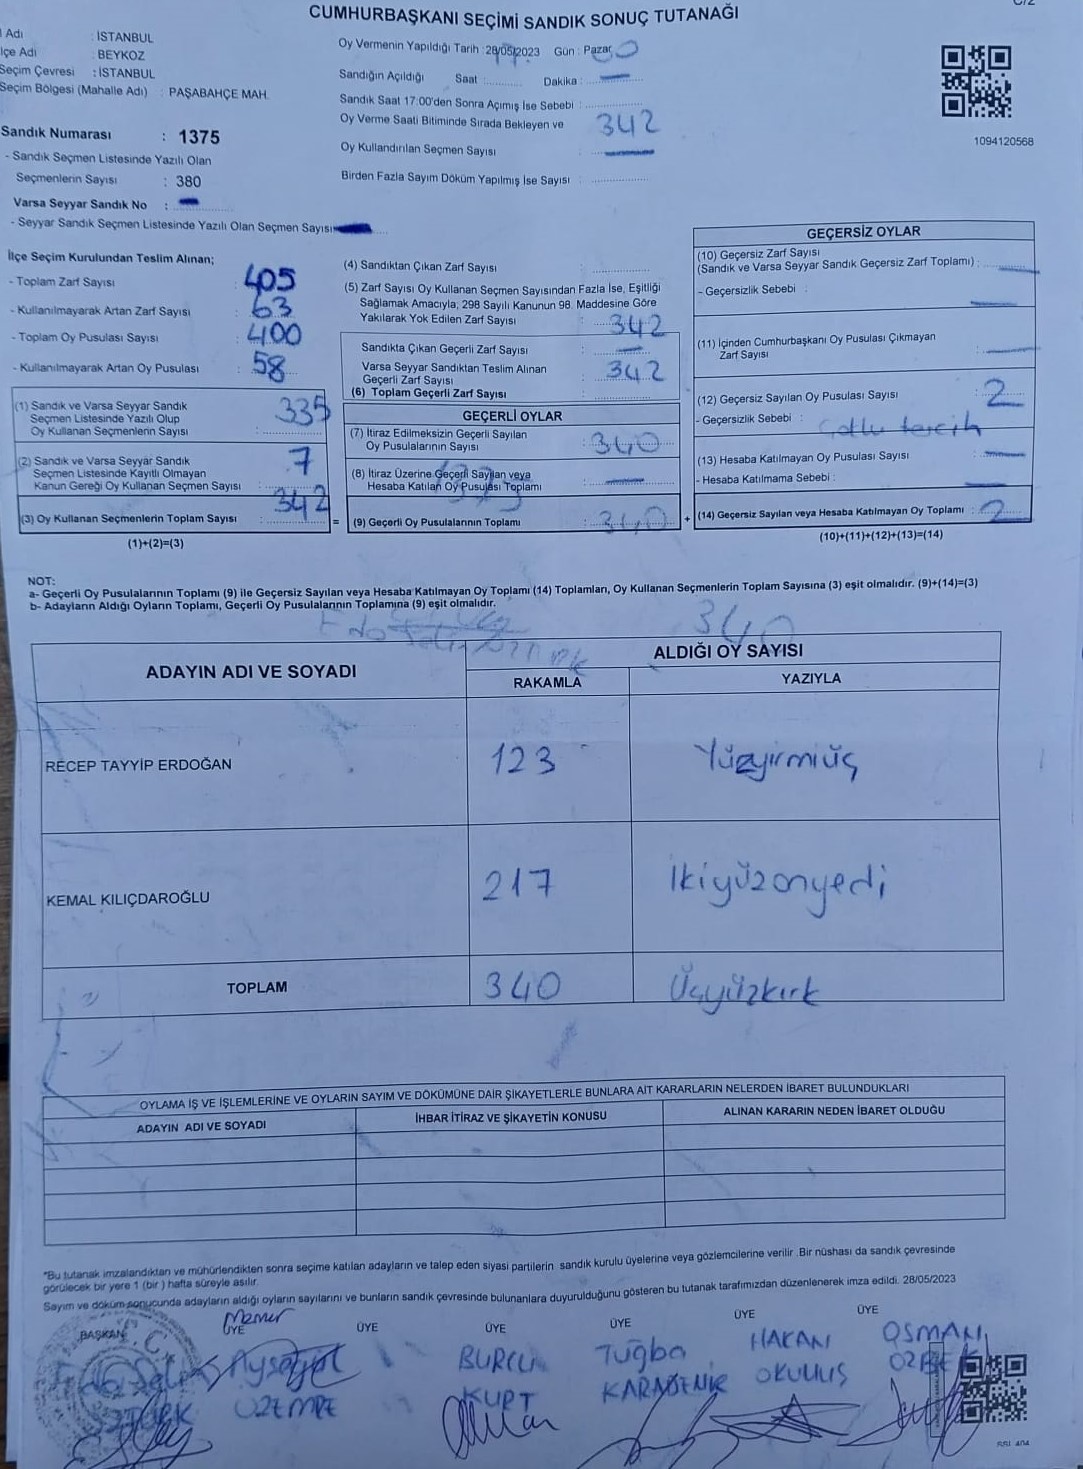 CUMHURBAŞKANI SEÇİMİ SANDIK SONUÇ TUTANAĞI
Adı : İSTANBUL
lçe Adı : BEYKOZ
Seçim Çevresi : İSTANBUL
Seçim Bölgesi (Mahalle Adı) : PAŞABAHÇE MAH.
Sandık Numarası : 1375
- Sandık Seçmen Listesinde Yazılı Olan
Seçmenlerin Sayısı : 380
Varsa Seyyar Sandık No :
- Seyyar Sandık Seçmen Listesinde Yazılı Olan Seçmen Sayısı
Oy Vermenin Yapıldığı Tarih : 28/05/2023 Gün : Pazar
Sandığın Açıldığı Saat : Dakika :
Sandık Saat 17:00'den Sonra Açımış İse Sebebi :
Oy Verme Saati Bitiminde Sırada Bekleyen ve 342
Oy Kullandırılan Seçmen Sayısı :
Birden Fazla Sayım Döküm Yapılmış İse Sayısı :
1094120568
İlçe Seçim Kurulundan Teslim Alınan;
- Toplam Zarf Sayısı : 405
- Kullanılmayarak Artan Zarf Sayısı : 63
- Toplam Oy Pusulası Sayısı : 400
- Kullanılmayarak Artan Oy Pusulası : 58
(1) Sandık ve Varsa Seyyar Sandık 335
Seçmen Listesinde Yazılı Olup
Oy Kullanan Seçmenlerin Sayısı :
(2) Sandık ve Varsa Seyyar Sandık 7
Seçmen Listesinde Kayıtlı Olmayan
Kanun Gereği Oy Kullanan Seçmen Sayısı :
(3) Oy Kullanan Seçmenlerin Toplam Sayısı : 342
(1)+(2)=(3)
(4) Sandıktan Çıkan Zarf Sayısı :
(5) Zarf Sayısı Oy Kullanan Seçmen Sayısından Fazla İse, Eşitliği
Sağlamak Amacıyla, 298 Sayılı Kanunun 98. Maddesine Göre
Yakılarak Yok Edilen Zarf Sayısı : 342
Sandıkta Çıkan Geçerli Zarf Sayısı :
Varsa Seyyar Sandıktan Teslim Alınan : 342
Geçerli Zarf Sayısı
(6) Toplam Geçerli Zarf Sayısı :
GEÇERLİ OYLAR
(7) İtiraz Edilmeksizin Geçerli Sayılan
Oy Pusulalarının Sayısı : 340
(8) İtiraz Üzerine Geçerli Sayılan veya
Hesaba Katılan Oy Pusulası Toplamı :
= (9) Geçerli Oy Pusulalarının Toplamı : 340 +
GEÇERSİZ OYLAR
(10) Geçersiz Zarf Sayısı
(Sandık ve Varsa Seyyar Sandık Geçersiz Zarf Toplamı) :
- Geçersizlik Sebebi :
(11) İçinden Cumhurbaşkanı Oy Pusulası Çıkmayan
Zarf Sayısı :
(12) Geçersiz Sayılan Oy Pusulası Sayısı : 2
- Geçersizlik Sebebi : tercih
(13) Hesaba Katılmayan Oy Pusulası Sayısı :
- Hesaba Katılmama Sebebi :
(14) Geçersiz Sayılan veya Hesaba Katılmayan Oy Toplamı : 2
(10)+(11)+(12)+(13)=(14)
NOT:
a- Geçerli Oy Pusulalarının Toplamı (9) ile Geçersiz Sayılan veya Hesaba Katılmayan Oy Toplamı (14) Toplamları, Oy Kullanan Seçmenlerin Toplam Sayısına (3) eşit olmalıdır. (9)+(14)=(3)
b- Adayların Aldığı Oyların Toplamı, Geçerli Oy Pusulalarının Toplamına (9) eşit olmalıdır.
340
ADAYIN ADI VE SOYADI
ALDIĞI OY SAYISI
RAKAMLA YAZIYLA
RECEP TAYYİP ERDOĞAN 123 Yüzyirmiüç
KEMAL KILIÇDAROĞLU 217 İkiyüzonyedi
TOPLAM 340 Üçyüzkırk
OYLAMA İŞ VE İŞLEMLERİNE VE OYLARIN SAYIM VE DÖKÜMÜNE DAİR ŞİKAYETLERLE BUNLARA AİT KARARLARIN NELERDEN İBARET BULUNDUKLARI
ADAYIN ADI VE SOYADI İHBAR İTİRAZ VE ŞİKAYETİN KONUSU ALINAN KARARIN NEDEN İBARET OLDUĞU
*Bu tutanak imzalandıktan ve mühürlendikten sonra seçime katılan adayların ve talep eden siyasi partilerin sandık kurulu üyelerine veya gözlemcilerine verilir. Bir nüshası da sandık çevresinde
görülecek bir yere 1 (bir) hafta süreyle asılır.
Sayım ve döküm sonucunda adayların aldığı oyların sayılarını ve bunların sandık çevresinde bulunanlara duyurulduğunu gösteren bu tutanak tarafımızdan düzenlenerek imza edildi. 28/05/2023
Memur
BAŞKAN ÜYE ÜYE ÜYE ÜYE ÜYE ÜYE
BURCU Tuğba HAKAN OSMAN
KURT KARADENİZ OKUMUŞ